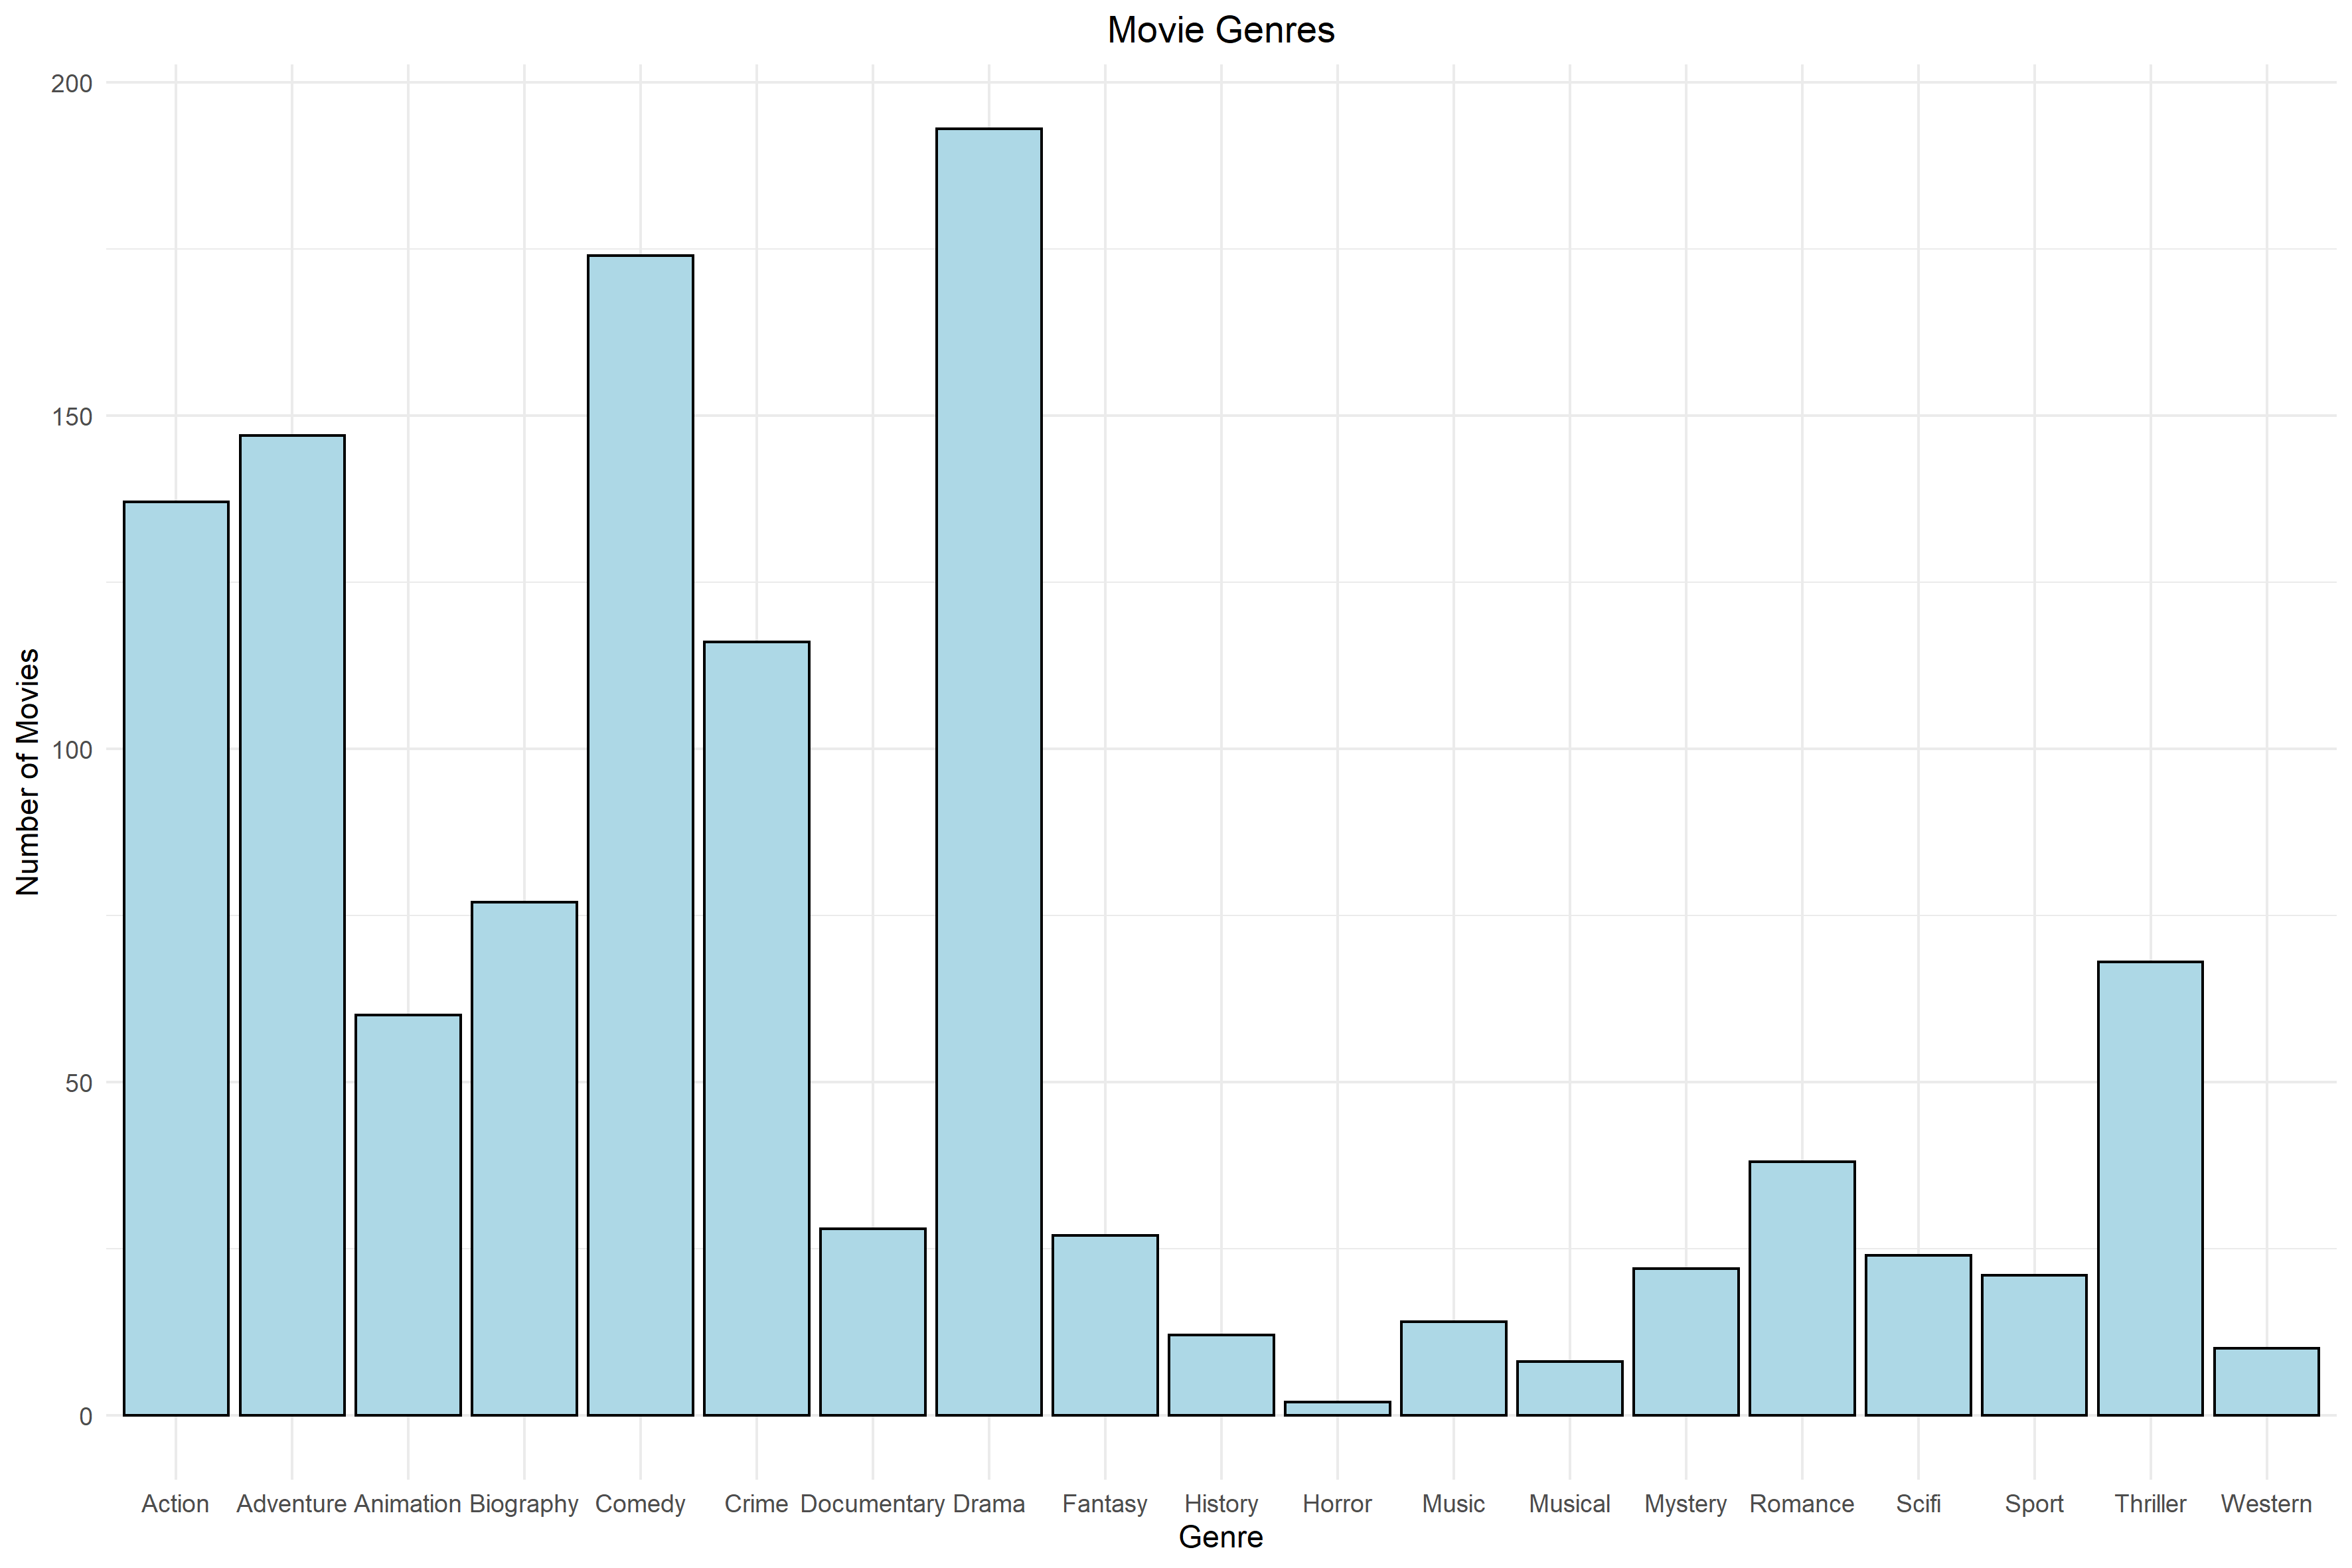 Movie Genres
200
150
100
50
0
Number of Movies
Action Adventure Animation Biography Comedy Crime Documentary Drama Fantasy History Horror Music Musical Mystery Romance Scifi Sport Thriller Western
Genre